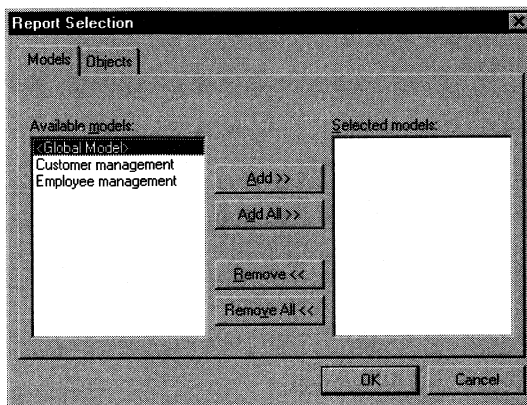 Report Selection
Models
Objects
Available models:
Selected models:
<Global Model>
Customer management
Employee management
Add >>
Add All >>
Remove <<
Remove All <<
OK
Cancel